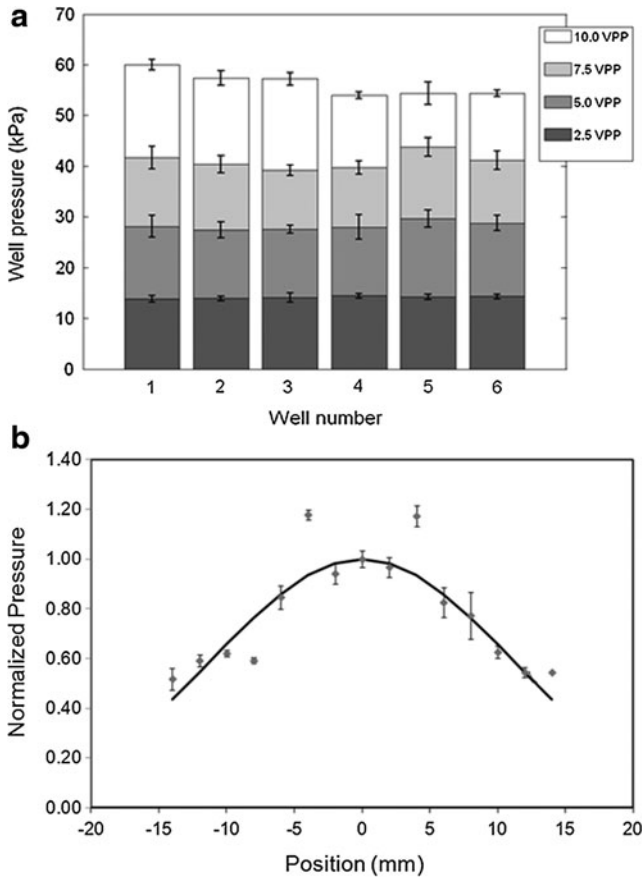 a
70
60
50
40
30
20
10
0
Well pressure (kPa)
10.0 VPP
7.5 VPP
5.0 VPP
2.5 VPP
1 2 3 4 5 6
Well number
b
1.40
1.20
1.00
0.80
0.60
0.40
0.20
0.00
Normalized Pressure
-20 -15 -10 -5 0 5 10 15 20
Position (mm)